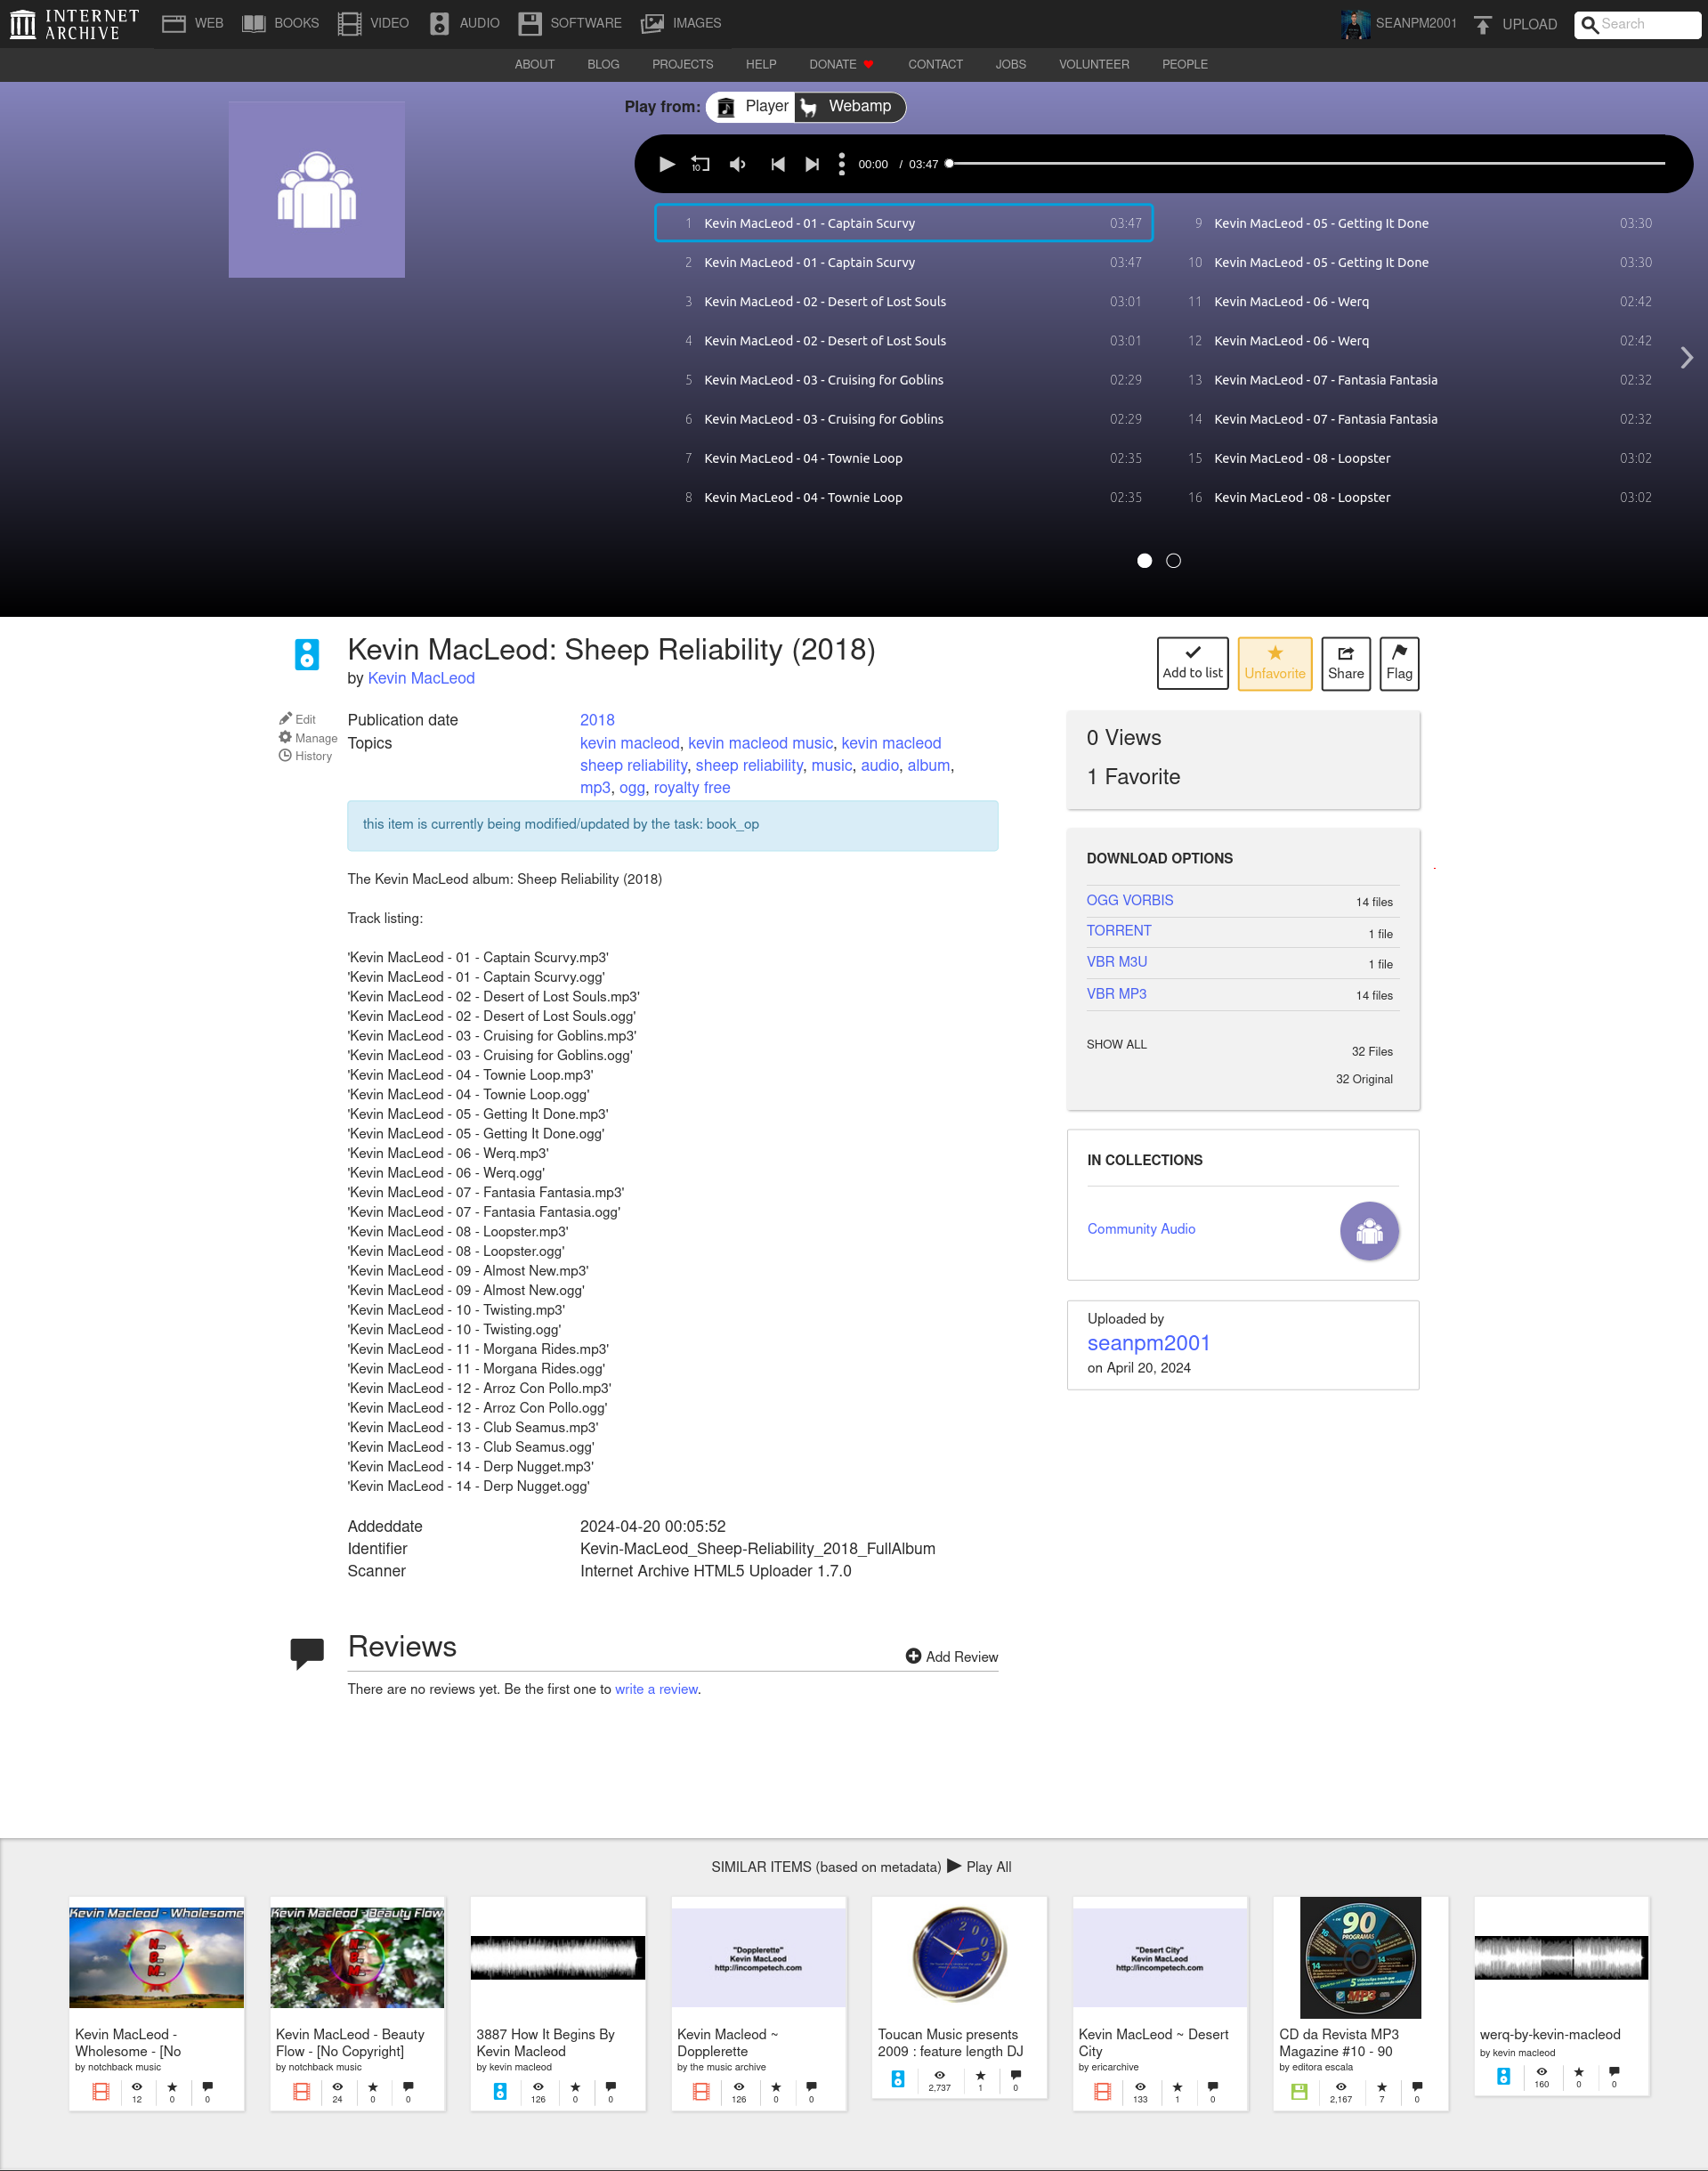 INTERNET ARCHIVE
WEB BOOKS VIDEO AUDIO SOFTWARE IMAGES SEANPM2001 UPLOAD Search
ABOUT BLOG PROJECTS HELP DONATE CONTACT JOBS VOLUNTEER PEOPLE
Play from: Player Webamp
10 00:00 / 03:47
1 Kevin MacLeod - 01 - Captain Scurvy 03:47
2 Kevin MacLeod - 01 - Captain Scurvy 03:47
3 Kevin MacLeod - 02 - Desert of Lost Souls 03:01
4 Kevin MacLeod - 02 - Desert of Lost Souls 03:01
5 Kevin MacLeod - 03 - Cruising for Goblins 02:29
6 Kevin MacLeod - 03 - Cruising for Goblins 02:29
7 Kevin MacLeod - 04 - Townie Loop 02:35
8 Kevin MacLeod - 04 - Townie Loop 02:35
9 Kevin MacLeod - 05 - Getting It Done 03:30
10 Kevin MacLeod - 05 - Getting It Done 03:30
11 Kevin MacLeod - 06 - Werq 02:42
12 Kevin MacLeod - 06 - Werq 02:42
13 Kevin MacLeod - 07 - Fantasia Fantasia 02:32
14 Kevin MacLeod - 07 - Fantasia Fantasia 02:32
15 Kevin MacLeod - 08 - Loopster 03:02
16 Kevin MacLeod - 08 - Loopster 03:02
Kevin MacLeod: Sheep Reliability (2018)
by Kevin MacLeod
Add to list Unfavorite Share Flag
Edit
Manage
History
Publication date 2018
Topics kevin macleod, kevin macleod music, kevin macleod
sheep reliability, sheep reliability, music, audio, album,
mp3, ogg, royalty free
this item is currently being modified/updated by the task: book_op
The Kevin MacLeod album: Sheep Reliability (2018)
Track listing:
'Kevin MacLeod - 01 - Captain Scurvy.mp3'
'Kevin MacLeod - 01 - Captain Scurvy.ogg'
'Kevin MacLeod - 02 - Desert of Lost Souls.mp3'
'Kevin MacLeod - 02 - Desert of Lost Souls.ogg'
'Kevin MacLeod - 03 - Cruising for Goblins.mp3'
'Kevin MacLeod - 03 - Cruising for Goblins.ogg'
'Kevin MacLeod - 04 - Townie Loop.mp3'
'Kevin MacLeod - 04 - Townie Loop.ogg'
'Kevin MacLeod - 05 - Getting It Done.mp3'
'Kevin MacLeod - 05 - Getting It Done.ogg'
'Kevin MacLeod - 06 - Werq.mp3'
'Kevin MacLeod - 06 - Werq.ogg'
'Kevin MacLeod - 07 - Fantasia Fantasia.mp3'
'Kevin MacLeod - 07 - Fantasia Fantasia.ogg'
'Kevin MacLeod - 08 - Loopster.mp3'
'Kevin MacLeod - 08 - Loopster.ogg'
'Kevin MacLeod - 09 - Almost New.mp3'
'Kevin MacLeod - 09 - Almost New.ogg'
'Kevin MacLeod - 10 - Twisting.mp3'
'Kevin MacLeod - 10 - Twisting.ogg'
'Kevin MacLeod - 11 - Morgana Rides.mp3'
'Kevin MacLeod - 11 - Morgana Rides.ogg'
'Kevin MacLeod - 12 - Arroz Con Pollo.mp3'
'Kevin MacLeod - 12 - Arroz Con Pollo.ogg'
'Kevin MacLeod - 13 - Club Seamus.mp3'
'Kevin MacLeod - 13 - Club Seamus.ogg'
'Kevin MacLeod - 14 - Derp Nugget.mp3'
'Kevin MacLeod - 14 - Derp Nugget.ogg'
Addeddate 2024-04-20 00:05:52
Identifier Kevin-MacLeod_Sheep-Reliability_2018_FullAlbum
Scanner Internet Archive HTML5 Uploader 1.7.0
0 Views
1 Favorite
DOWNLOAD OPTIONS
OGG VORBIS 14 files
TORRENT 1 file
VBR M3U 1 file
VBR MP3 14 files
SHOW ALL 32 Files
32 Original
IN COLLECTIONS
Community Audio
Uploaded by
seanpm2001
on April 20, 2024
Reviews
Add Review
There are no reviews yet. Be the first one to write a review.
SIMILAR ITEMS (based on metadata) Play All
Kevin Macleod - Wholesome
Kevin MacLeod -
Wholesome - [No
by notchback music
12 0 0
Kevin Macleod - Beauty Flow
Kevin MacLeod - Beauty
Flow - [No Copyright]
by notchback music
24 0 0
3887 How It Begins By
Kevin Macleod
by kevin macleod
126 0 0
"Dopplerette"
Kevin MacLeod
http://incompetech.com
Kevin Macleod ~
Dopplerette
by the music archive
126 0 0
2009
Toucan Music presents
2009 : feature length DJ
2,737 1 0
"Desert City"
Kevin MacLeod
http://incompetech.com
Kevin MacLeod ~ Desert
City
by ericarchive
133 1 0
90
PROGRAMAS
MP3
CD da Revista MP3
Magazine #10 - 90
by editora escala
2,167 7 0
werq-by-kevin-macleod
by kevin macleod
160 0 0